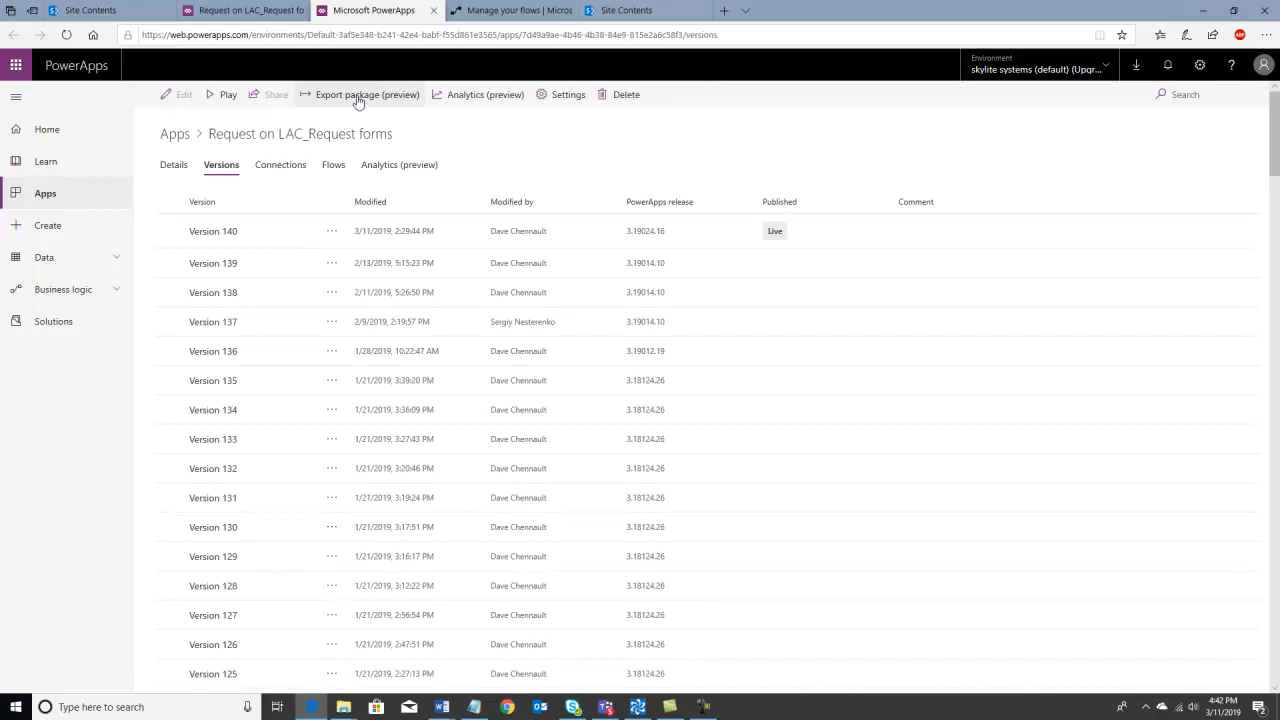 Site Contents
Request on LAC_Request fo
Microsoft PowerApps
Manage your flows | Micros
Site Contents
https://web.powerapps.com/environments/Default-3af5e348-b241-42e4-babf-f55d861e3565/apps/7d49a9ae-4b46-4b38-84e9-815e2a6c58f3/versions
PowerApps
Environment
skylite systems (default) (Upgr...
Edit
Play
Share
Export package (preview)
Analytics (preview)
Settings
Delete
Search
Apps > Request on LAC_Request forms
Home
Learn
Apps
Create
Data
Business logic
Solutions
Details Versions Connections Flows Analytics (preview)
Version Modified Modified by PowerApps release Published Comment
Version 140 ··· 3/11/2019, 2:29:44 PM Dave Chennault 3.19024.16 Live
Version 139 ··· 2/13/2019, 5:15:23 PM Dave Chennault 3.19014.10
Version 138 ··· 2/11/2019, 5:26:50 PM Dave Chennault 3.19014.10
Version 137 ··· 2/9/2019, 2:19:57 PM Sergiy Nesterenko 3.19014.10
Version 136 ··· 1/28/2019, 10:22:47 AM Dave Chennault 3.19012.19
Version 135 ··· 1/21/2019, 3:39:20 PM Dave Chennault 3.18124.26
Version 134 ··· 1/21/2019, 3:36:09 PM Dave Chennault 3.18124.26
Version 133 ··· 1/21/2019, 3:27:43 PM Dave Chennault 3.18124.26
Version 132 ··· 1/21/2019, 3:20:46 PM Dave Chennault 3.18124.26
Version 131 ··· 1/21/2019, 3:19:24 PM Dave Chennault 3.18124.26
Version 130 ··· 1/21/2019, 3:17:51 PM Dave Chennault 3.18124.26
Version 129 ··· 1/21/2019, 3:16:17 PM Dave Chennault 3.18124.26
Version 128 ··· 1/21/2019, 3:12:22 PM Dave Chennault 3.18124.26
Version 127 ··· 1/21/2019, 2:56:54 PM Dave Chennault 3.18124.26
Version 126 ··· 1/21/2019, 2:47:51 PM Dave Chennault 3.18124.26
Version 125 ··· 1/21/2019, 2:27:13 PM Dave Chennault 3.18124.26
Type here to search
4:42 PM
3/11/2019